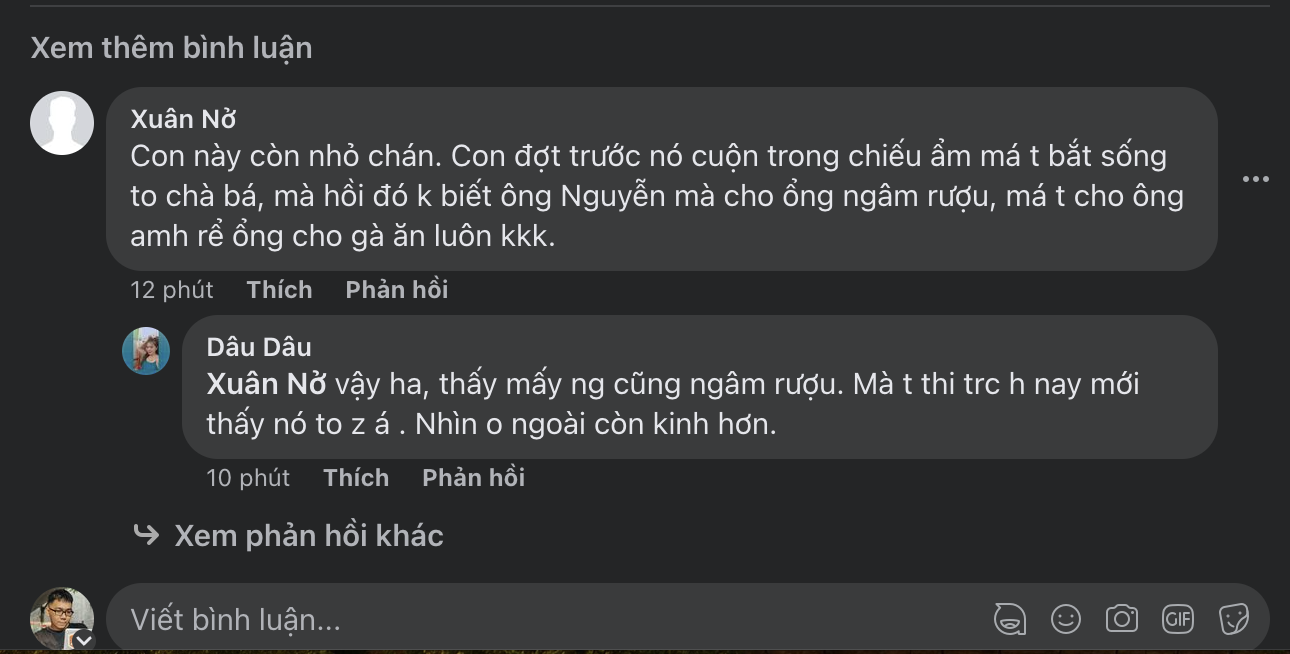 Xem thêm bình luận
Xuân Nở
Con này còn nhỏ chán. Con đợt trước nó cuộn trong chiếu ẩm má t bắt sống
to chà bá, mà hồi đó k biết ông Nguyễn mà cho ổng ngâm rượu, má t cho ông
amh rể ổng cho gà ăn luôn kkk.
12 phút Thích Phản hồi
Dâu Dâu
Xuân Nở vậy ha, thấy mấy ng cũng ngâm rượu. Mà t thi trc h nay mới
thấy nó to z á . Nhìn o ngoài còn kinh hơn.
10 phút Thích Phản hồi
Xem phản hồi khác
Viết bình luận...
GIF